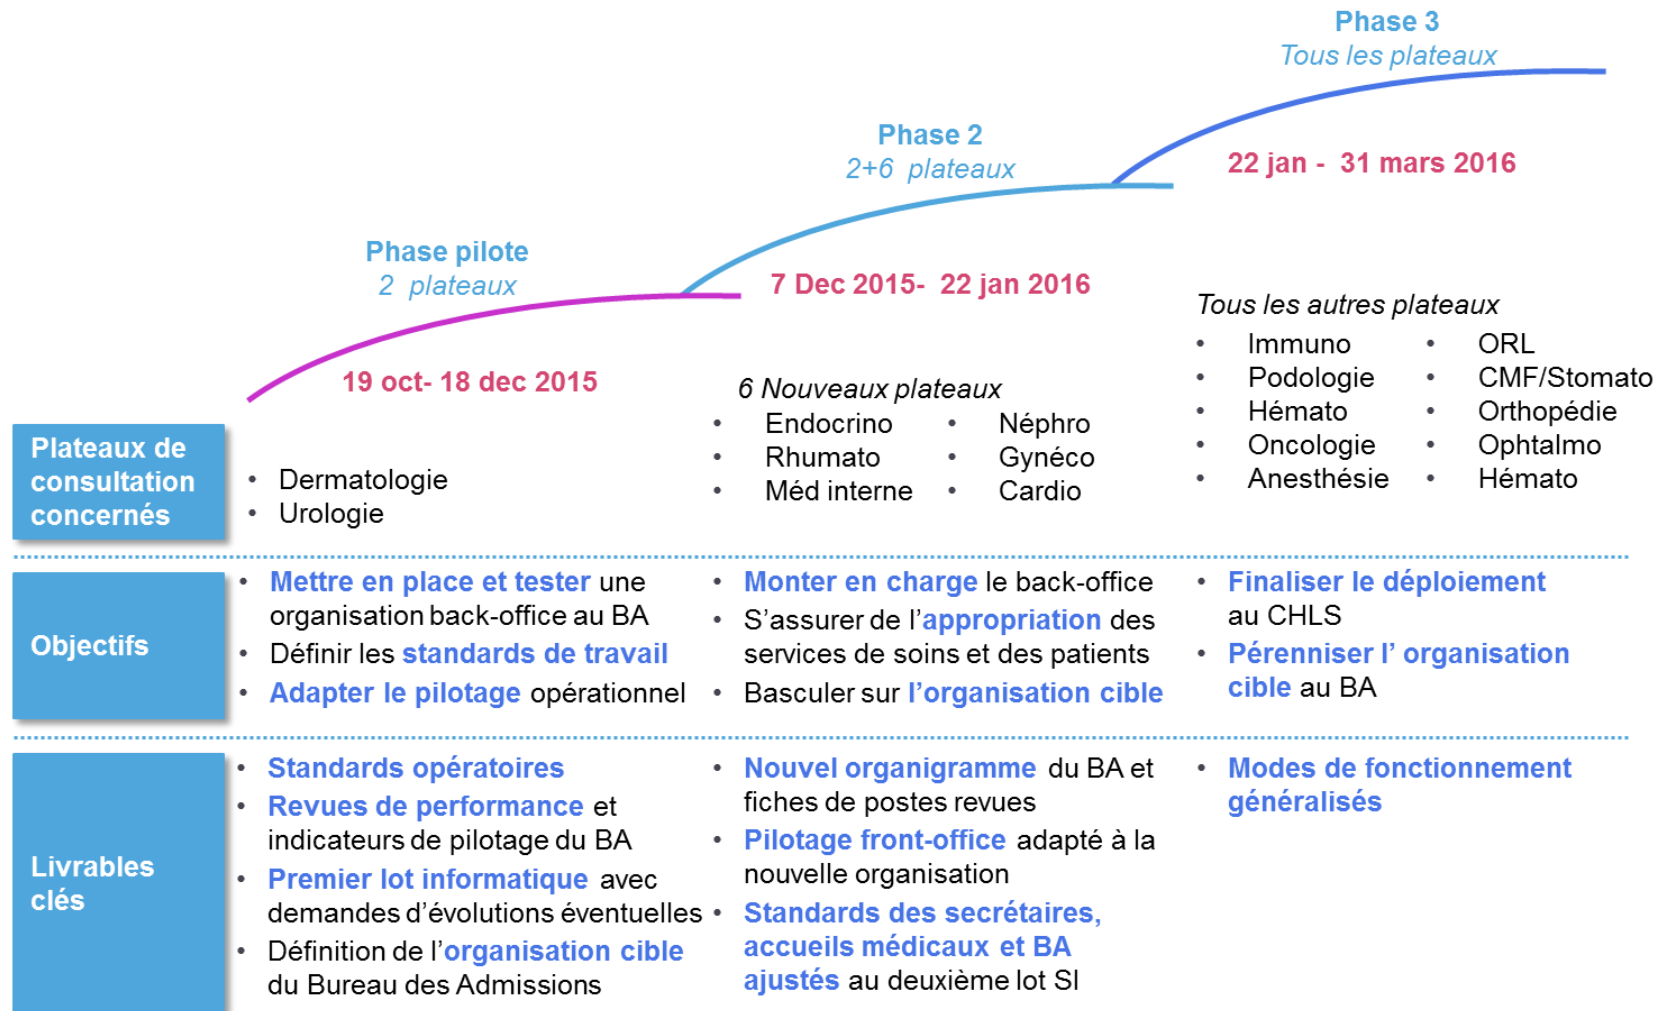 Phase 3
Tous les plateaux
Phase 2
2+6 plateaux
22 jan - 31 mars 2016
Phase pilote
2 plateaux
7 Dec 2015- 22 jan 2016
19 oct- 18 dec 2015
Plateaux de
consultation
concernés
• Dermatologie
• Urologie
6 Nouveaux plateaux
• Endocrino
• Rhumato
• Méd interne
• Néphro
• Gynéco
• Cardio
Tous les autres plateaux
• Immuno
• Podologie
• Hémato
• Oncologie
• Anesthésie
• ORL
• CMF/Stomato
• Orthopédie
• Ophtalmo
• Hémato
Objectifs
• Mettre en place et tester une
organisation back-office au BA
• Définir les standards de travail
• Adapter le pilotage opérationnel
• Monter en charge le back-office
• S'assurer de l'appropriation des
services de soins et des patients
• Basculer sur l'organisation cible
• Finaliser le déploiement
au CHLS
• Pérenniser l' organisation
cible au BA
Livrables
clés
• Standards opératoires
• Revues de performance et
indicateurs de pilotage du BA
• Premier lot informatique avec
demandes d'évolutions éventuelles
• Définition de l'organisation cible
du Bureau des Admissions
• Nouvel organigramme du BA et
fiches de postes revues
• Pilotage front-office adapté à la
nouvelle organisation
• Standards des secrétaires,
accueils médicaux et BA
ajustés au deuxième lot SI
• Modes de fonctionnement
généralisés